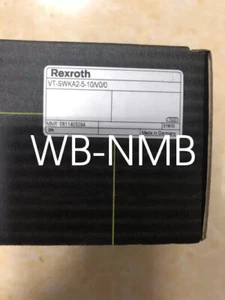 Rexroth
VT-SWKA2-5-10/V0/0
WB-NMB
Made in Germany